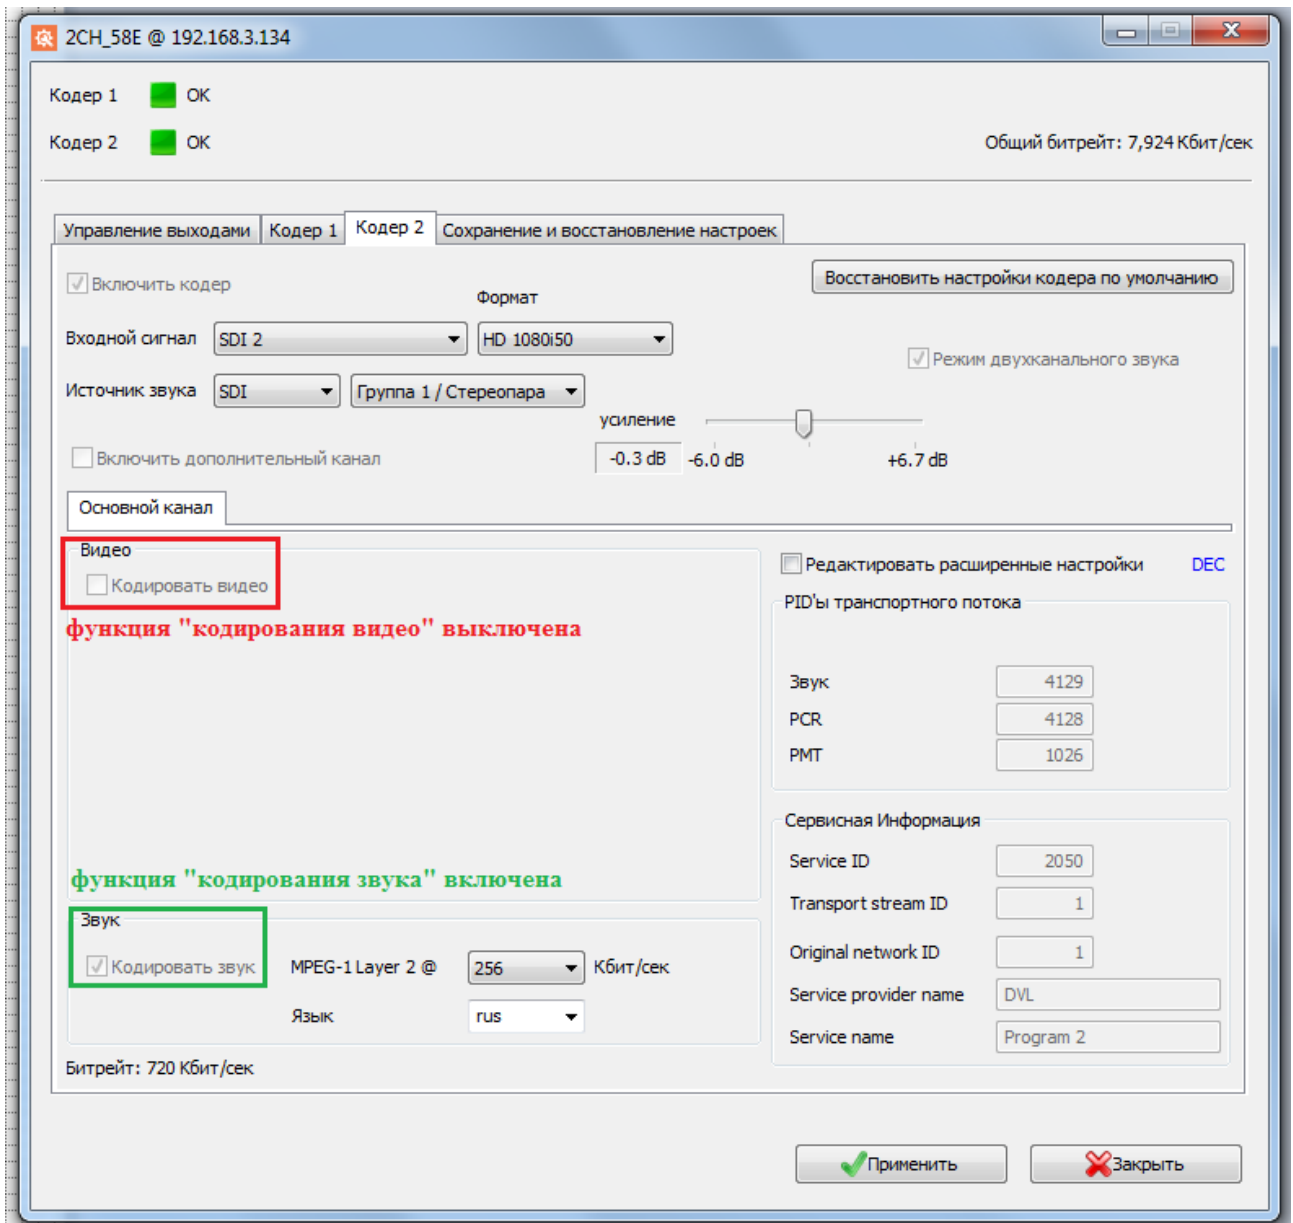 2CH_58E @ 192.168.3.134
Кодер 1 OK
Кодер 2 OK
Общий битрейт: 7,924 Кбит/сек
Управление выходами Кодер 1 Кодер 2 Сохранение и восстановление настроек
Включить кодер
Восстановить настройки кодера по умолчанию
Формат
Входной сигнал SDI 2 HD 1080i50
Режим двухканального звука
Источник звука SDI Группа 1 / Стереопара
усиление
Включить дополнительный канал
-0.3 dB -6.0 dB +6.7 dB
Основной канал
Видео
Кодировать видео
функция "кодирования видео" выключена
Редактировать расширенные настройки DEC
PID'ы транспортного потока
Звук 4129
PCR 4128
PMT 1026
Сервисная Информация
Service ID 2050
Transport stream ID 1
Original network ID 1
Service provider name DVL
Service name Program 2
функция "кодирования звука" включена
Звук
Кодировать звук MPEG-1 Layer 2 @ 256 Кбит/сек
Язык rus
Битрейт: 720 Кбит/сек
Применить Закрыть